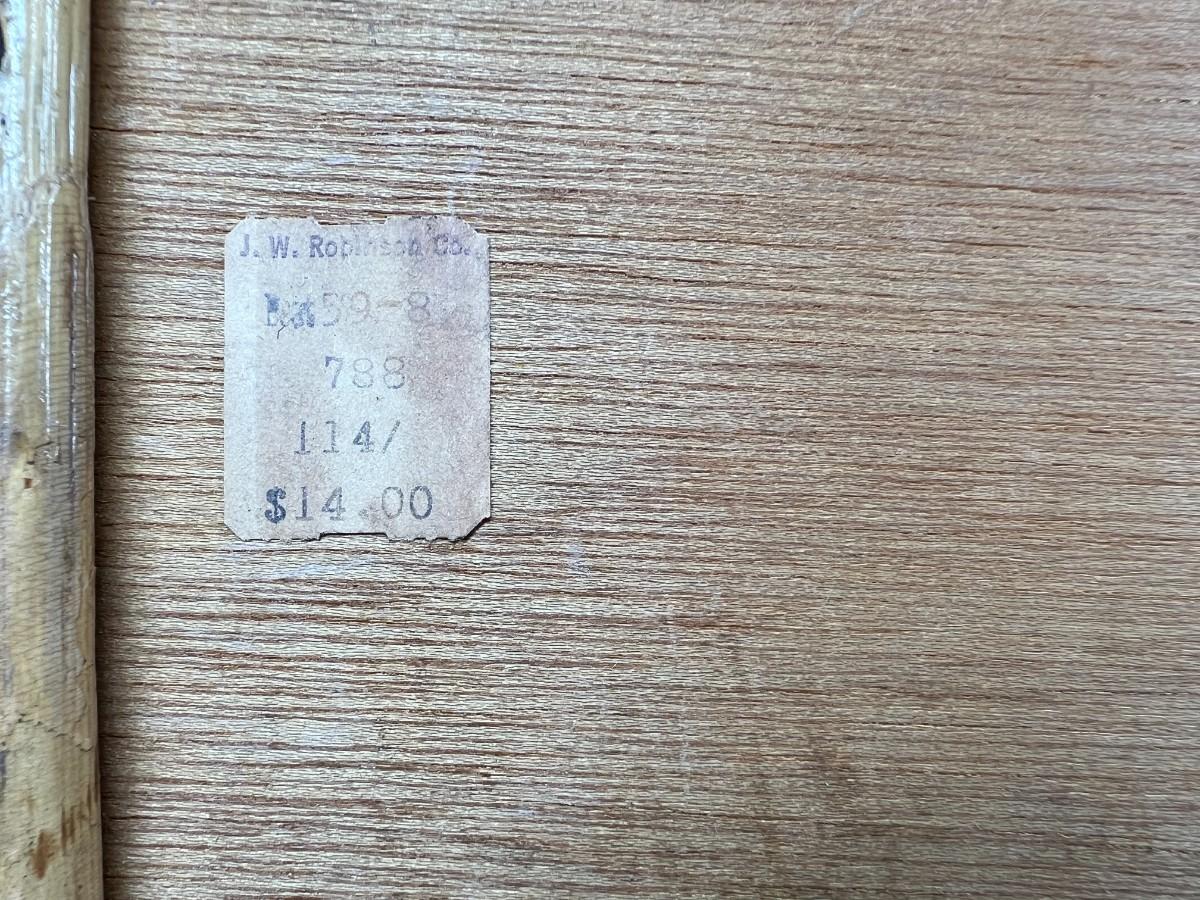 J. W. Robinson Co.
59-8
788
114/
$14.00